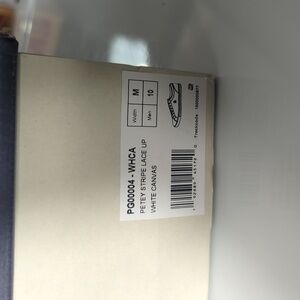 PG00004 - WHCA
PETEY STRIPE LACE UP
WHITE CANVAS
Width
M
Men
10